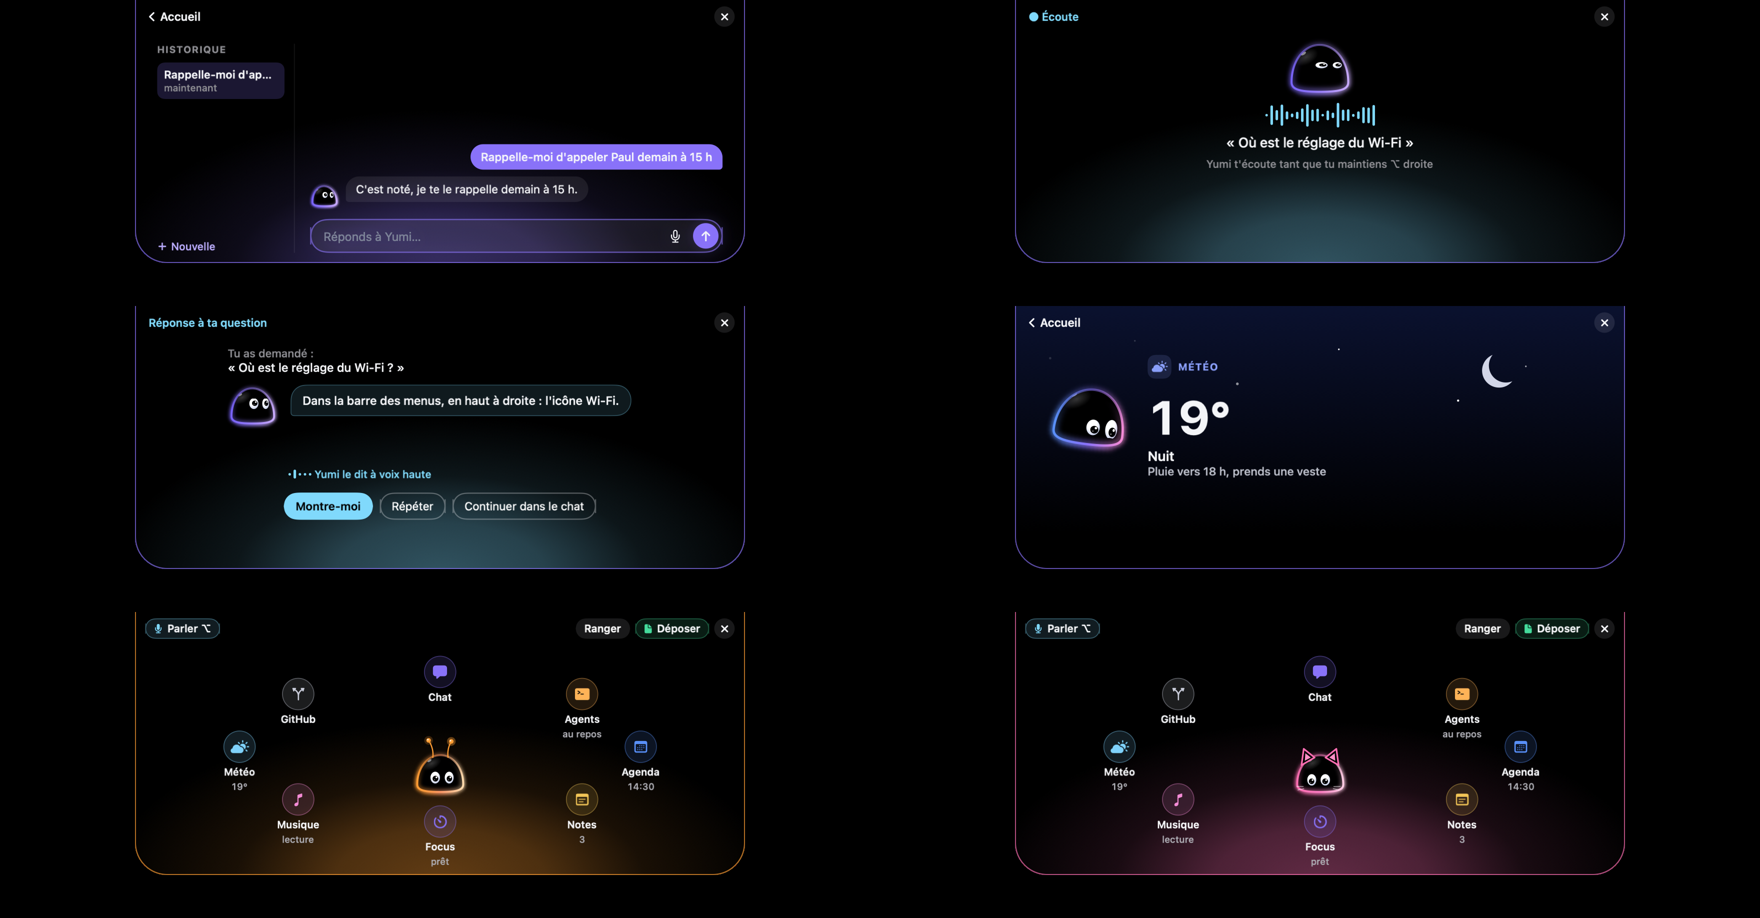 Accueil
HISTORIQUE
Rappelle-moi d'ap...
maintenant
Rappelle-moi d'appeler Paul demain à 15 h
C'est noté, je te le rappelle demain à 15 h.
Réponds à Yumi...
+ Nouvelle
Écoute
« Où est le réglage du Wi-Fi »
Yumi t'écoute tant que tu maintiens ⌥ droite
Réponse à ta question
Tu as demandé :
« Où est le réglage du Wi-Fi ? »
Dans la barre des menus, en haut à droite : l'icône Wi-Fi.
Yumi le dit à voix haute
Montre-moi
Répéter
Continuer dans le chat
Accueil
MÉTÉO
19°
Nuit
Pluie vers 18 h, prends une veste
Parler ⌥
Ranger
Déposer
Chat
GitHub
Agents
au repos
Météo
19°
Agenda
14:30
Musique
lecture
Notes
3
Focus
prêt
Parler ⌥
Ranger
Déposer
Chat
GitHub
Agents
au repos
Météo
19°
Agenda
14:30
Musique
lecture
Notes
3
Focus
prêt